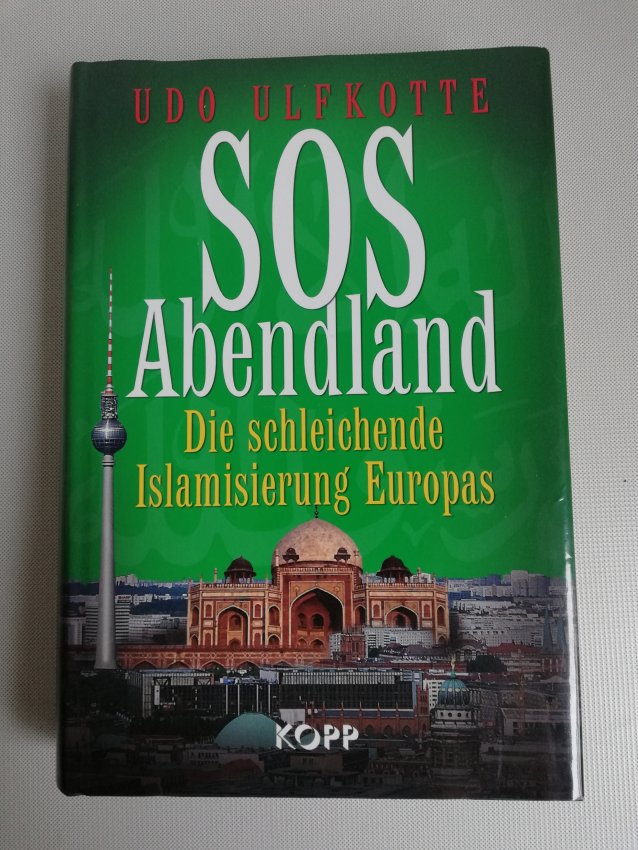 UDO ULFKOTTE
SOS
Abendland
Die schleichende
Islamisierung Europas
KOPP